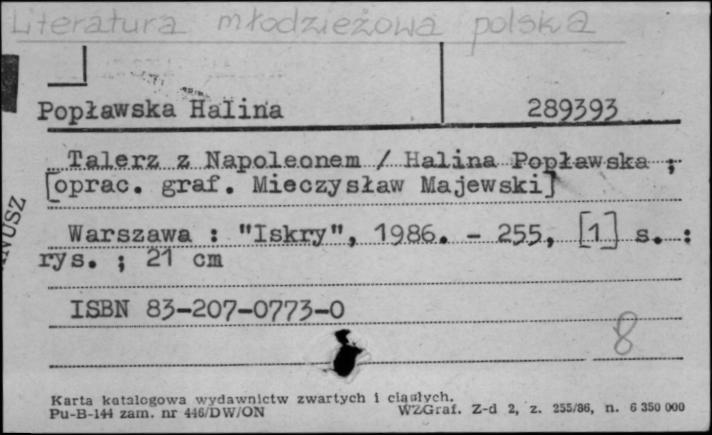 Literatura młodzieżowa polska
Popławska Halina 289393
Talerz z Napoleonem / Halina Popławska ;
[oprac. graf. Mieczysław Majewski]
Warszawa : "Iskry", 1986. - 255, [1] s. :
rys. ; 21 cm
ISBN 83-207-0773-0
8
Karta katalogowa wydawnictw zwartych i ciągłych.
Pu-B-144 zam. nr 446/DW/ON WZGraf. Z-d 2, z. 255/86, n. 6 350 000